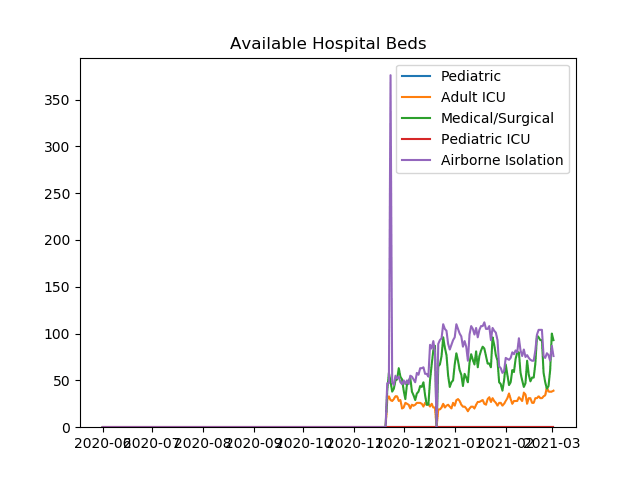 Available Hospital Beds
Pediatric
Adult ICU
Medical/Surgical
Pediatric ICU
Airborne Isolation
350
300
250
200
150
100
50
0
2020-06 2020-07 2020-08 2020-09 2020-10 2020-11 2020-12 2021-01 2021-02 2021-03